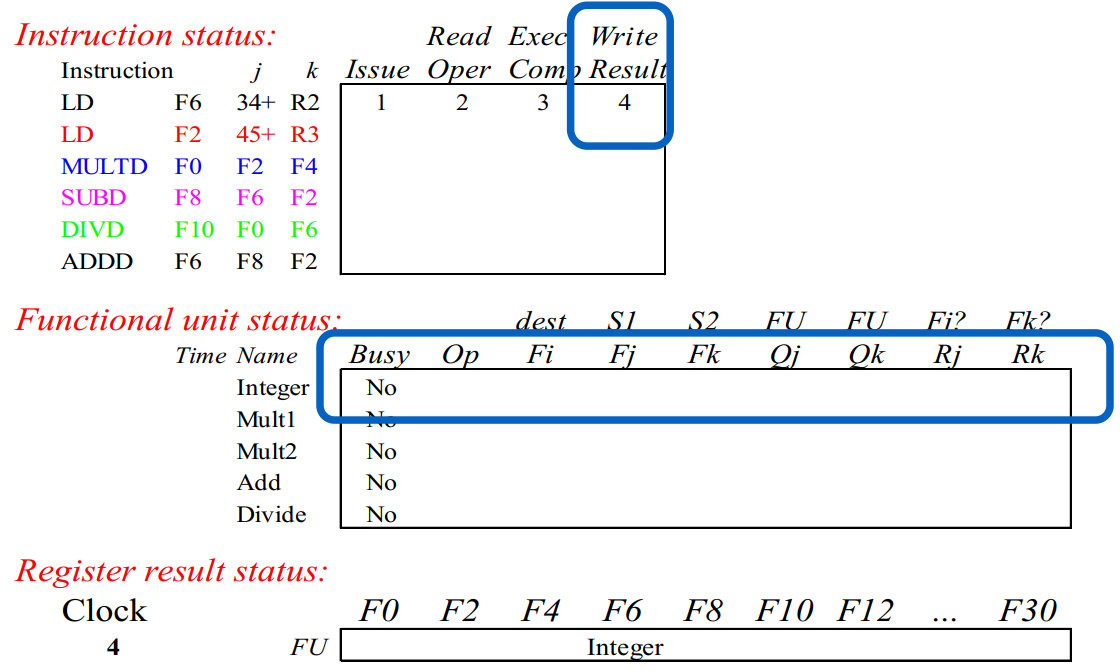 Instruction status: Read Exec Write
Instruction j k Issue Oper Comp Result
LD F6 34+ R2 1 2 3 4
LD F2 45+ R3
MULTD F0 F2 F4
SUBD F8 F6 F2
DIVD F10 F0 F6
ADDD F6 F8 F2
Functional unit status: dest S1 S2 FU FU Fi? Fk?
Time Name Busy Op Fi Fj Fk Qj Qk Rj Rk
Integer No
Mult1 No
Mult2 No
Add No
Divide No
Register result status:
Clock F0 F2 F4 F6 F8 F10 F12 ... F30
4 FU Integer